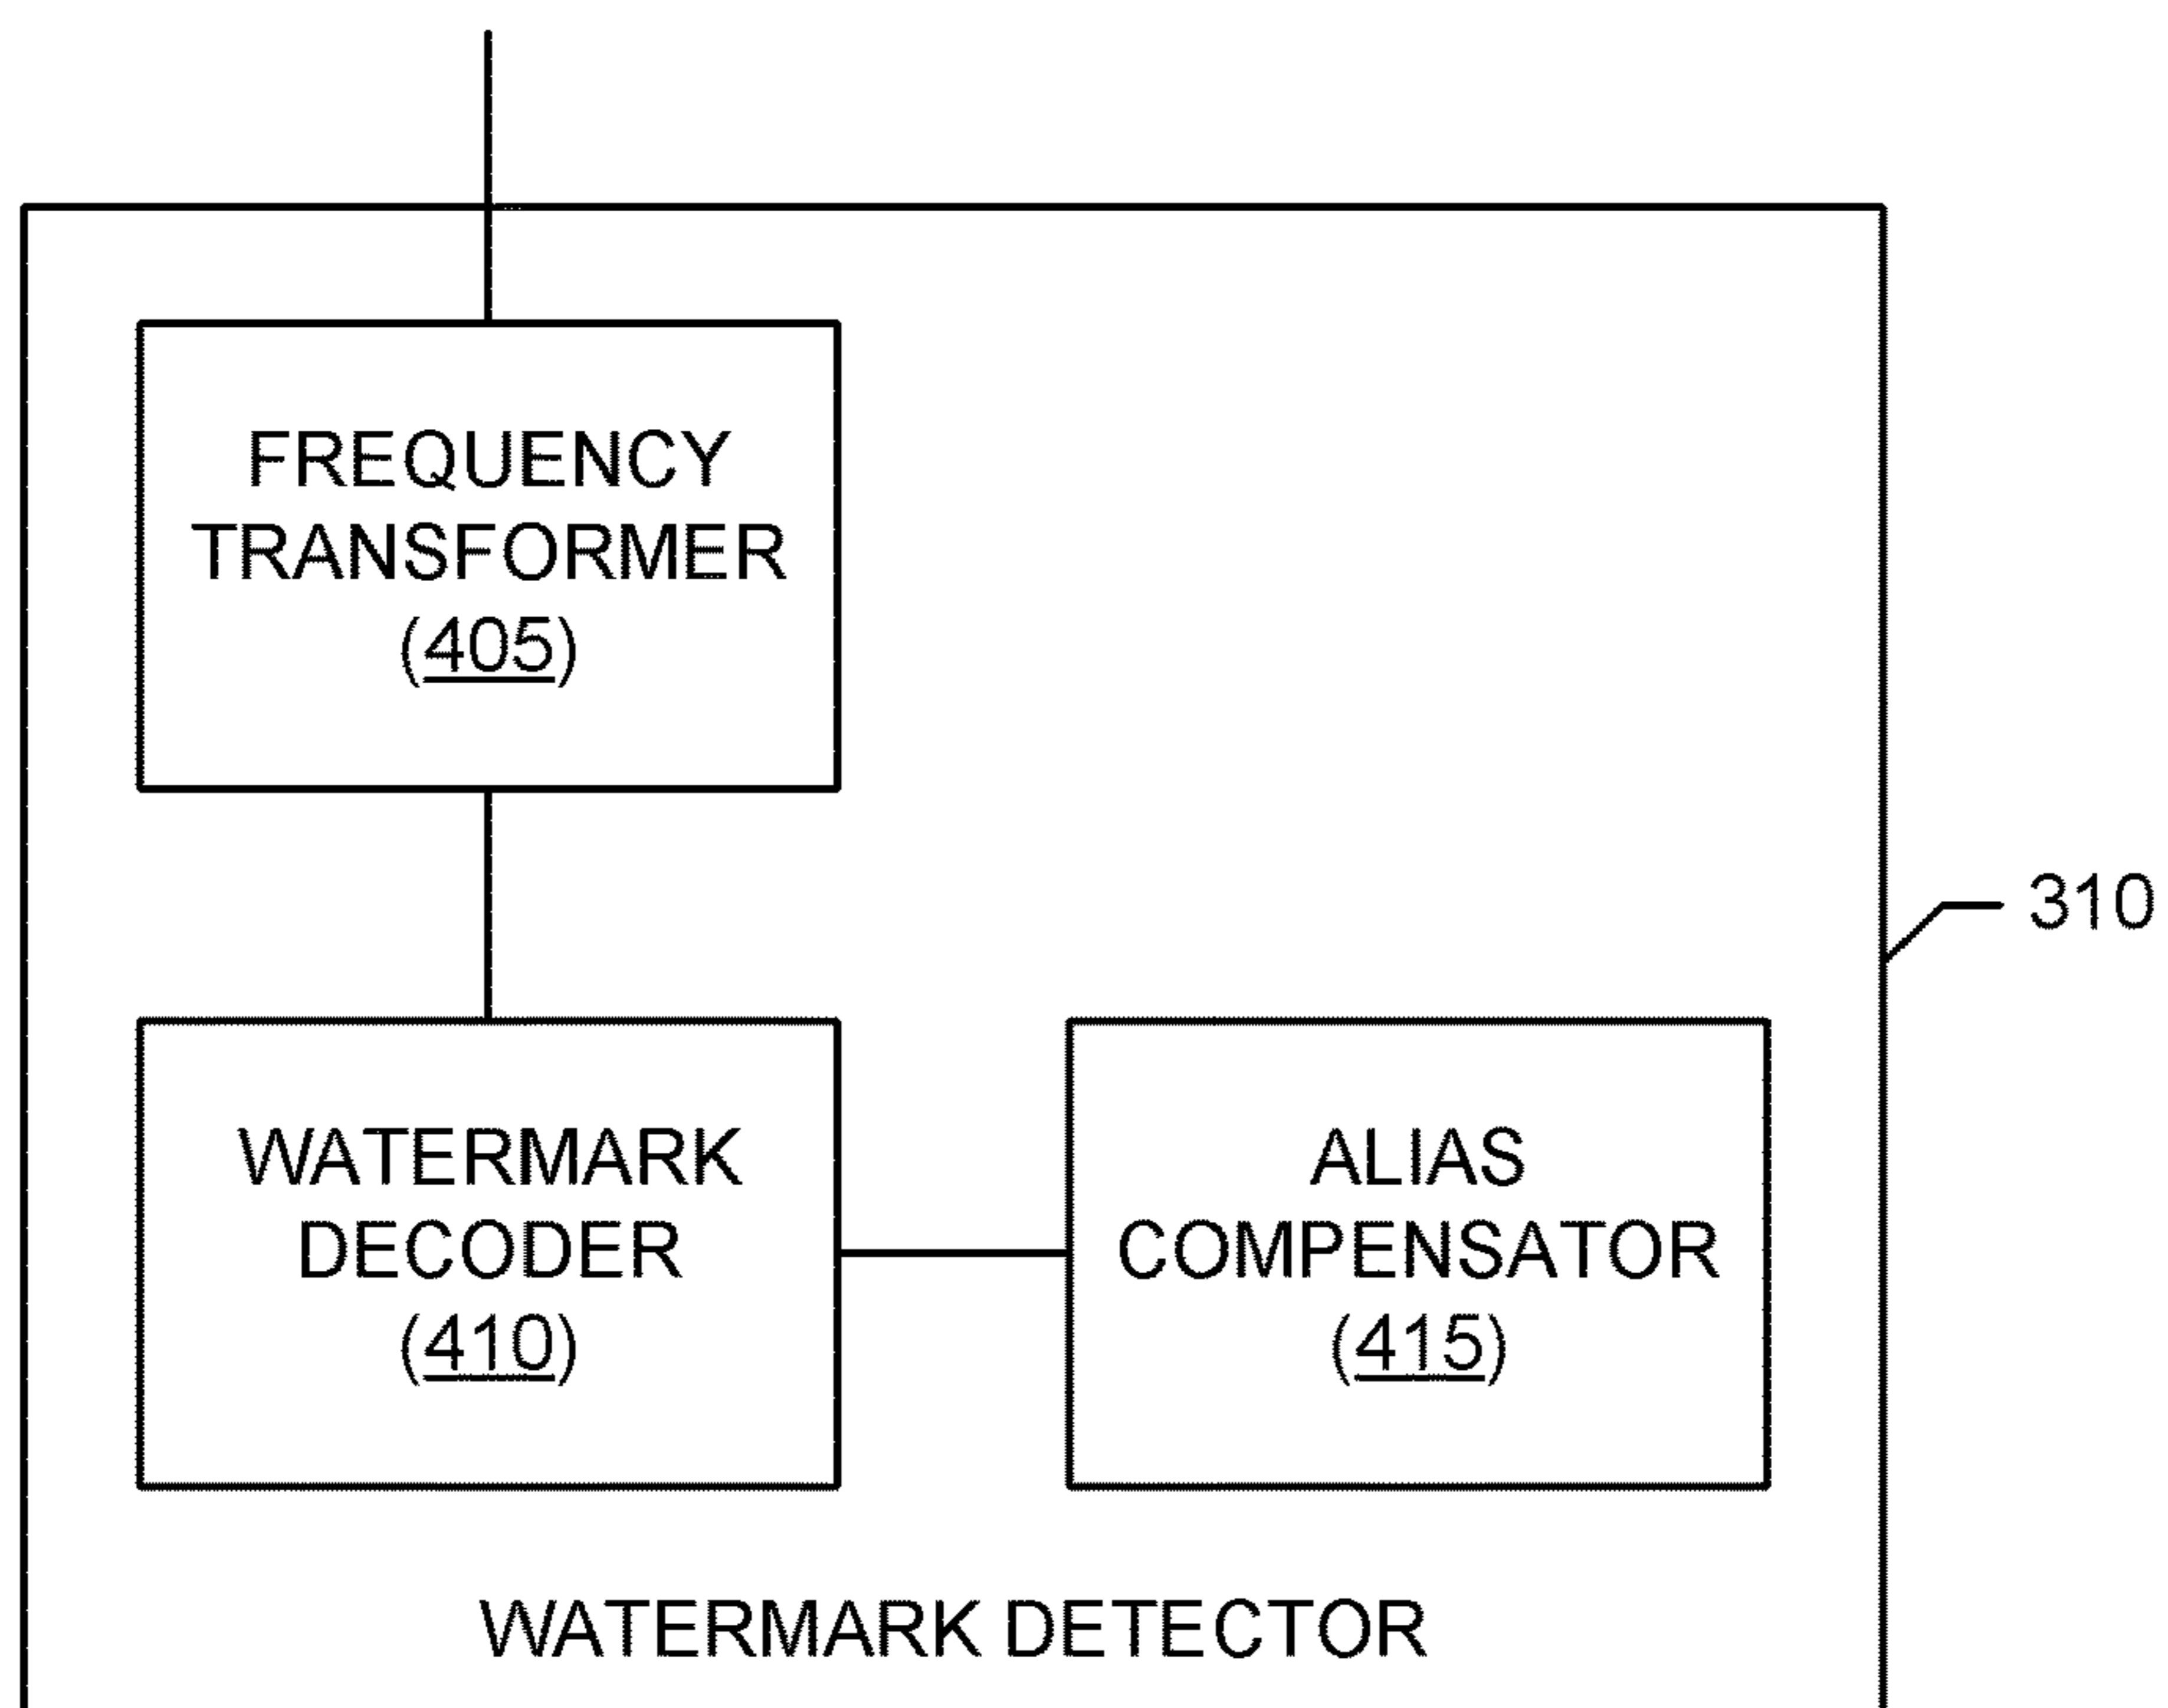 FREQUENCY
TRANSFORMER
(405)
310
WATERMARK
DECODER
(410)
ALIAS
COMPENSATOR
(415)
WATERMARK DETECTOR